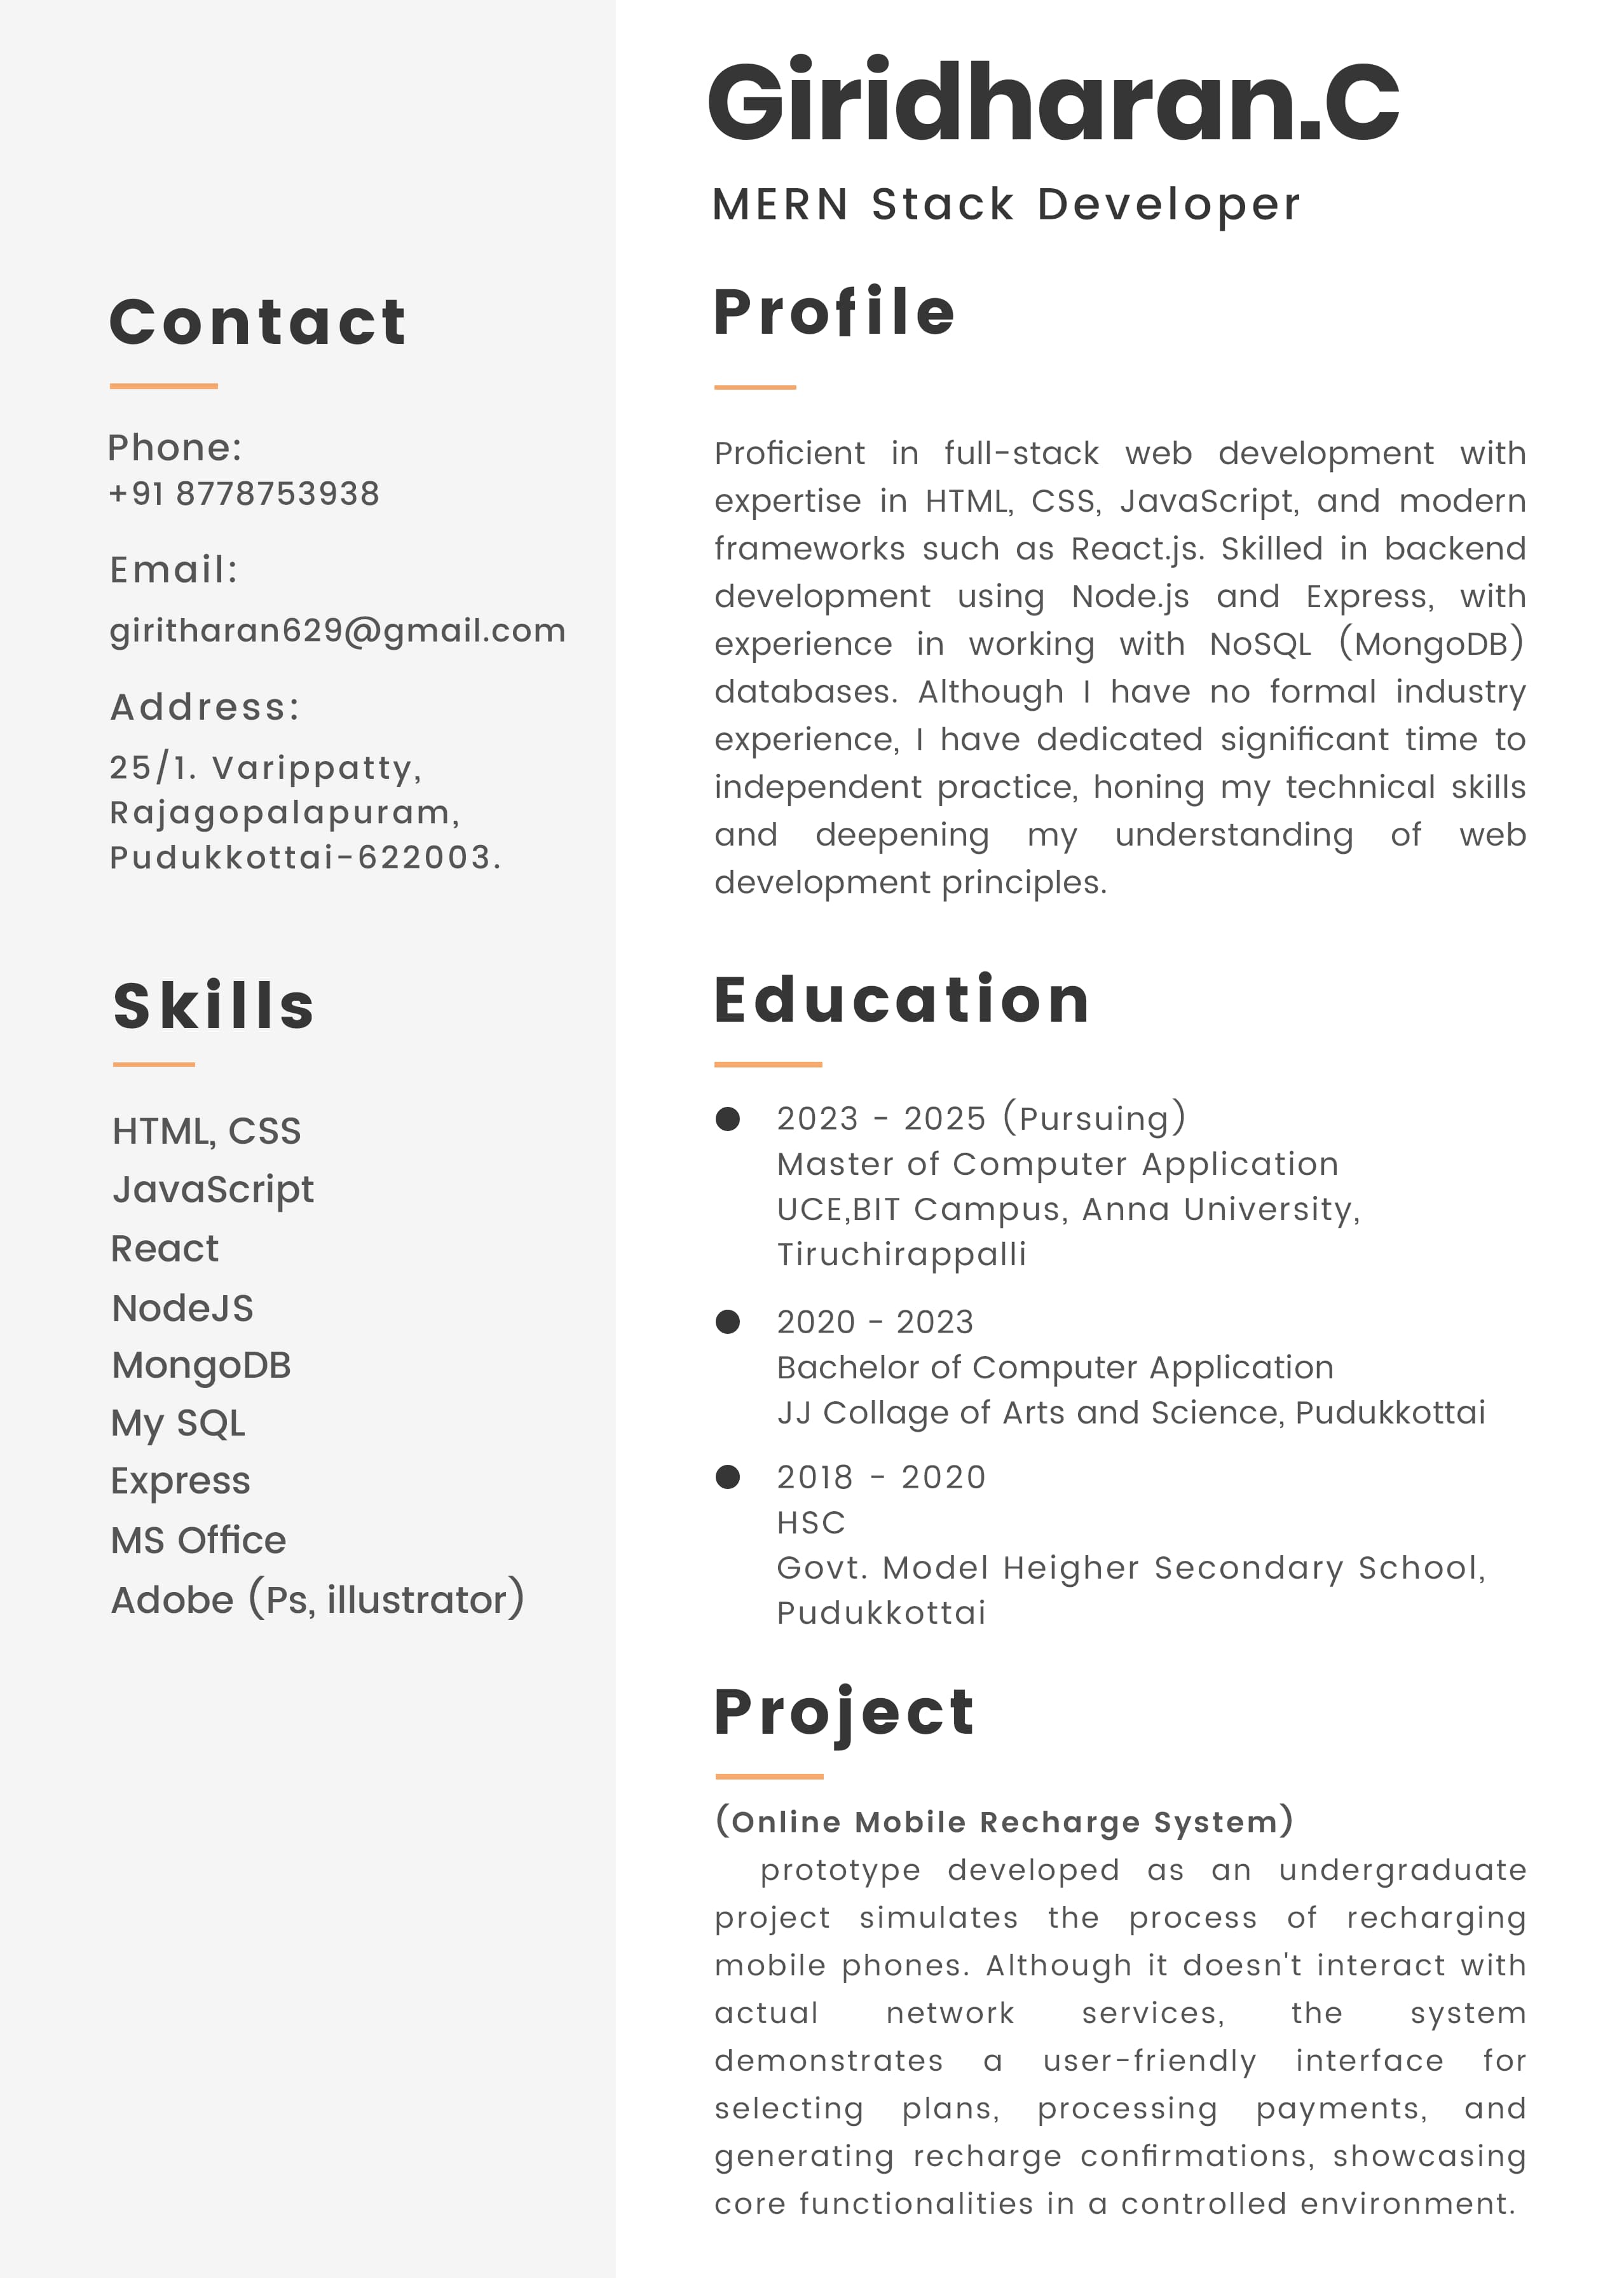 Giridharan.C
MERN Stack Developer
Contact
Phone:
+91 8778753938
Email:
giritharan629@gmail.com
Address:
25/1. Varippatty,
Rajagopalapuram,
Pudukkottai-622003.
Skills
HTML, CSS
JavaScript
React
NodeJS
MongoDB
My SQL
Express
MS Office
Adobe (Ps, illustrator)
Profile
Proficient in full-stack web development with
expertise in HTML, CSS, JavaScript, and modern
frameworks such as React.js. Skilled in backend
development using Node.js and Express, with
experience in working with NoSQL (MongoDB)
databases. Although I have no formal industry
experience, I have dedicated significant time to
independent practice, honing my technical skills
and deepening my understanding of web
development principles.
Education
2023 - 2025 (Pursuing)
Master of Computer Application
UCE,BIT Campus, Anna University,
Tiruchirappalli
2020 - 2023
Bachelor of Computer Application
JJ Collage of Arts and Science, Pudukkottai
2018 - 2020
HSC
Govt. Model Heigher Secondary School,
Pudukkottai
Project
(Online Mobile Recharge System)
prototype developed as an undergraduate
project simulates the process of recharging
mobile phones. Although it doesn't interact with
actual network services, the system
demonstrates a user-friendly interface for
selecting plans, processing payments, and
generating recharge confirmations, showcasing
core functionalities in a controlled environment.